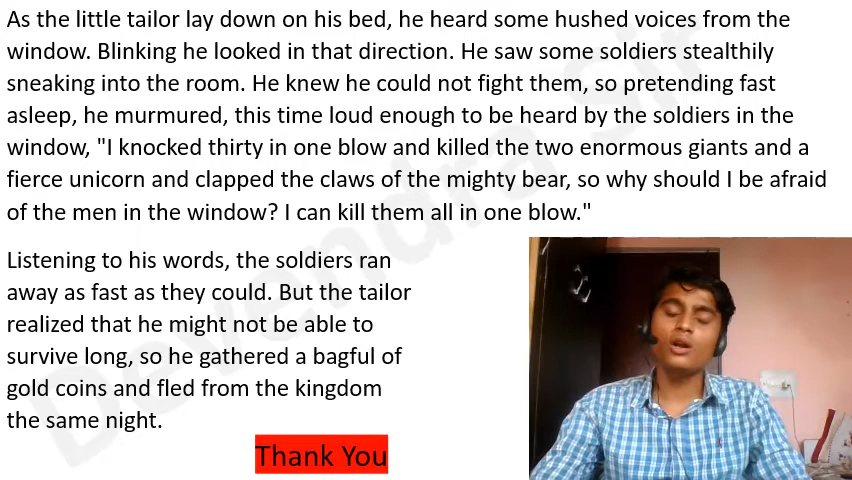 As the little tailor lay down on his bed, he heard some hushed voices from the
window. Blinking he looked in that direction. He saw some soldiers stealthily
sneaking into the room. He knew he could not fight them, so pretending fast
asleep, he murmured, this time loud enough to be heard by the soldiers in the
window, "I knocked thirty in one blow and killed the two enormous giants and a
fierce unicorn and clapped the claws of the mighty bear, so why should I be afraid
of the men in the window? I can kill them all in one blow."
Listening to his words, the soldiers ran
away as fast as they could. But the tailor
realized that he might not be able to
survive long, so he gathered a bagful of
gold coins and fled from the kingdom
the same night.
Thank You
Devendra Sir